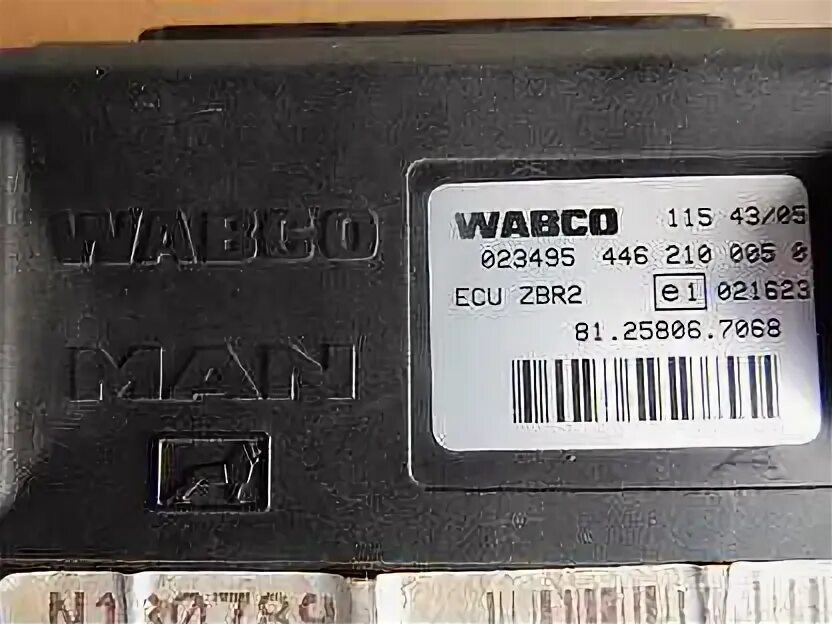 WABCO
MAN
WABCO 115 43/05
023495 446 210 005 0
ECU ZBR2 e1 021623
81.25806.7068